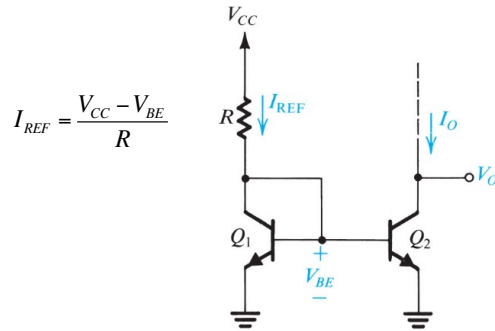 V_CC
I_REF = (V_CC − V_BE) / R
R
I_REF
I_O
V_O
Q_1
Q_2
+
V_BE
−